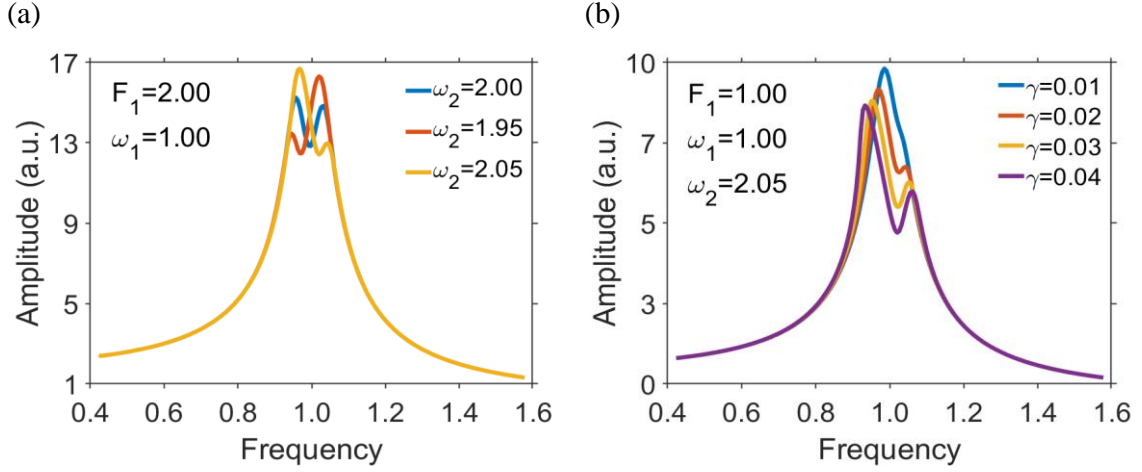 (a)
17
13
9
5
1
Amplitude (a.u.)
F₁=2.00
ω₁=1.00
ω₂=2.00
ω₂=1.95
ω₂=2.05
0.4 0.6 0.8 1.0 1.2 1.4 1.6
Frequency
(b)
10
7
5
3
0
Amplitude (a.u.)
F₁=1.00
ω₁=1.00
ω₂=2.05
γ=0.01
γ=0.02
γ=0.03
γ=0.04
0.4 0.6 0.8 1.0 1.2 1.4 1.6
Frequency